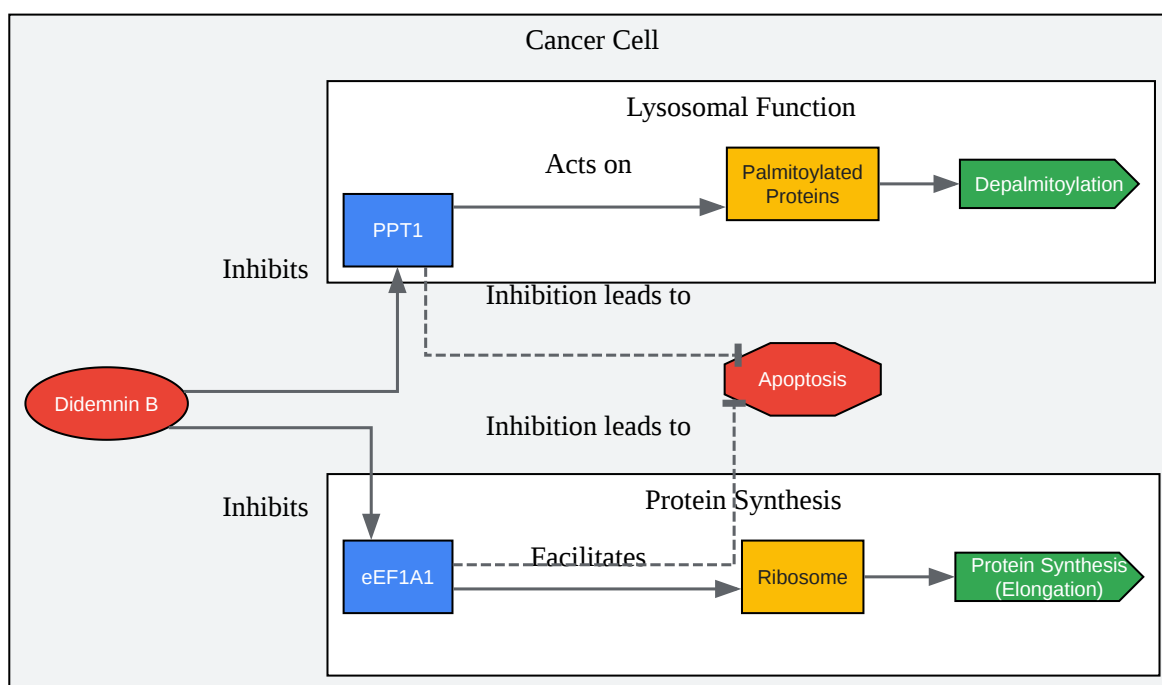 Cancer Cell
Lysosomal Function
Acts on
Palmitoylated
Proteins
Depalmitoylation
PPT1
Inhibits
Inhibition leads to
Apoptosis
Didemnin B
Inhibition leads to
Inhibits
Protein Synthesis
Facilitates
eEF1A1
Ribosome
Protein Synthesis
(Elongation)